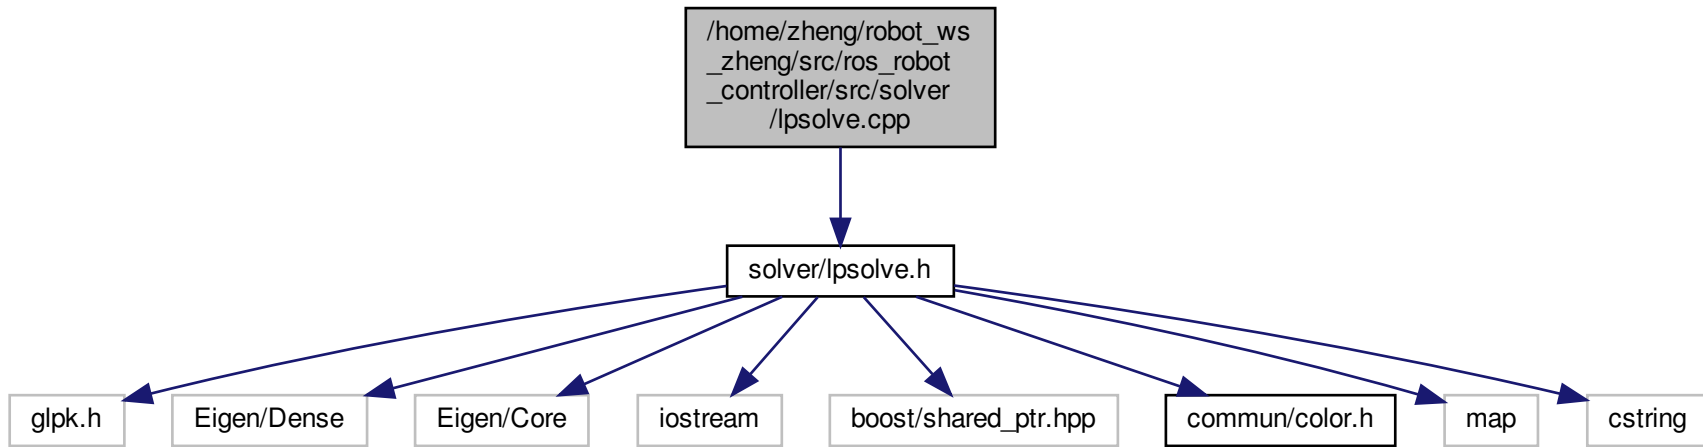 /home/zheng/robot_ws
_zheng/src/ros_robot
_controller/src/solver
/lpsolve.cpp
solver/lpsolve.h
glpk.h
Eigen/Dense
Eigen/Core
iostream
boost/shared_ptr.hpp
commun/color.h
map
cstring